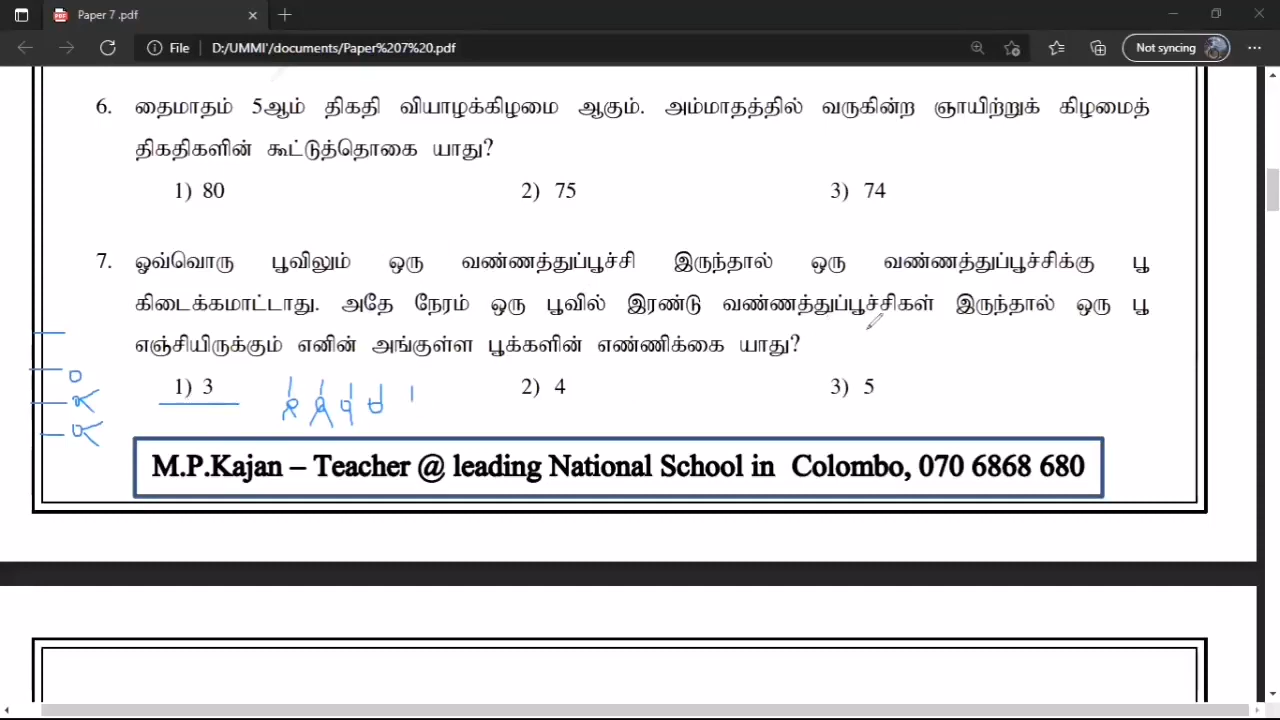 Paper 7 .pdf
File D:/UMMI'/documents/Paper%207%20.pdf Not syncing
6. தைமாதம் 5ஆம் திகதி வியாழக்கிழமை ஆகும். அம்மாதத்தில் வருகின்ற ஞாயிற்றுக் கிழமைத்
திகதிகளின் கூட்டுத்தொகை யாது?
1) 80 2) 75 3) 74
7. ஒவ்வொரு பூவிலும் ஒரு வண்ணத்துப்பூச்சி இருந்தால் ஒரு வண்ணத்துப்பூச்சிக்கு பூ
கிடைக்கமாட்டாது. அதே நேரம் ஒரு பூவில் இரண்டு வண்ணத்துப்பூச்சிகள் இருந்தால் ஒரு பூ
எஞ்சியிருக்கும் எனின் அங்குள்ள பூக்களின் எண்ணிக்கை யாது?
1) 3 2) 4 3) 5
M.P.Kajan – Teacher @ leading National School in Colombo, 070 6868 680